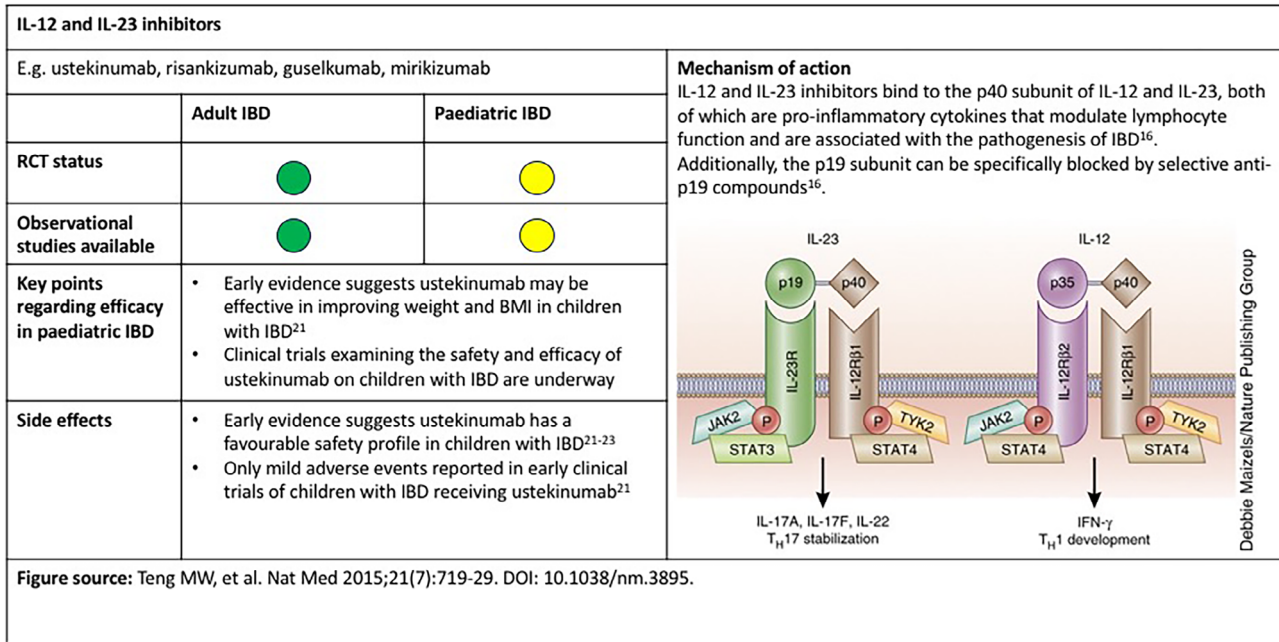 IL-12 and IL-23 inhibitors
E.g. ustekinumab, risankizumab, guselkumab, mirikizumab
Adult IBD
Paediatric IBD
RCT status
Observational
studies available
Key points
regarding efficacy
in paediatric IBD
• Early evidence suggests ustekinumab may be
effective in improving weight and BMI in children
with IBD²¹
• Clinical trials examining the safety and efficacy of
ustekinumab on children with IBD are underway
Side effects
• Early evidence suggests ustekinumab has a
favourable safety profile in children with IBD²¹⁻²³
• Only mild adverse events reported in early clinical
trials of children with IBD receiving ustekinumab²¹
Mechanism of action
IL-12 and IL-23 inhibitors bind to the p40 subunit of IL-12 and IL-23, both
of which are pro-inflammatory cytokines that modulate lymphocyte
function and are associated with the pathogenesis of IBD¹⁶.
Additionally, the p19 subunit can be specifically blocked by selective anti-
p19 compounds¹⁶.
IL-23
IL-12
p19
p40
p35
p40
IL-23R
IL-12Rβ1
IL-12Rβ2
IL-12Rβ1
JAK2
P
P
TYK2
JAK2
P
P
TYK2
STAT3
STAT4
STAT4
STAT4
IL-17A, IL-17F, IL-22
TH17 stabilization
IFN-γ
TH1 development
Debbie Maizels/Nature Publishing Group
Figure source: Teng MW, et al. Nat Med 2015;21(7):719-29. DOI: 10.1038/nm.3895.